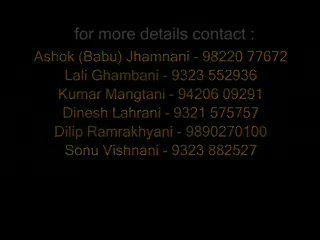 for more details contact :
Ashok (Babu) Jhamnani - 98220 77672
Lali Ghambani - 9323 552936
Kumar Mangtani - 94206 09291
Dinesh Lahrani - 9321 575757
Dilip Ramrakhyani - 9890270100
Sonu Vishnani - 9323 882527